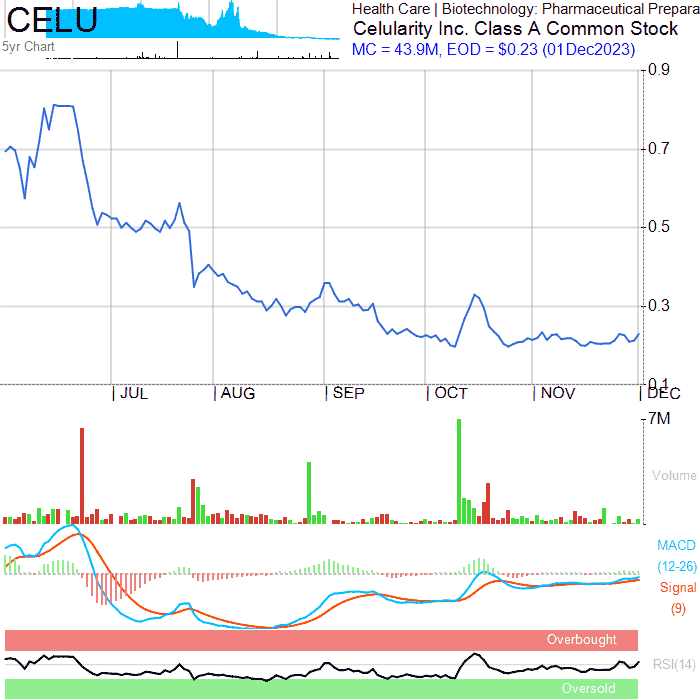 CELU
5yr Chart
Health Care | Biotechnology: Pharmaceutical Prepara
Celularity Inc. Class A Common Stock
MC = 43.9M, EOD = $0.23 (01Dec2023)
0.9
0.7
0.5
0.3
0.1
JUL
AUG
SEP
OCT
NOV
DEC
7M
Volume
MACD
(12-26)
Signal
(9)
Overbought
RSI(14)
Oversold